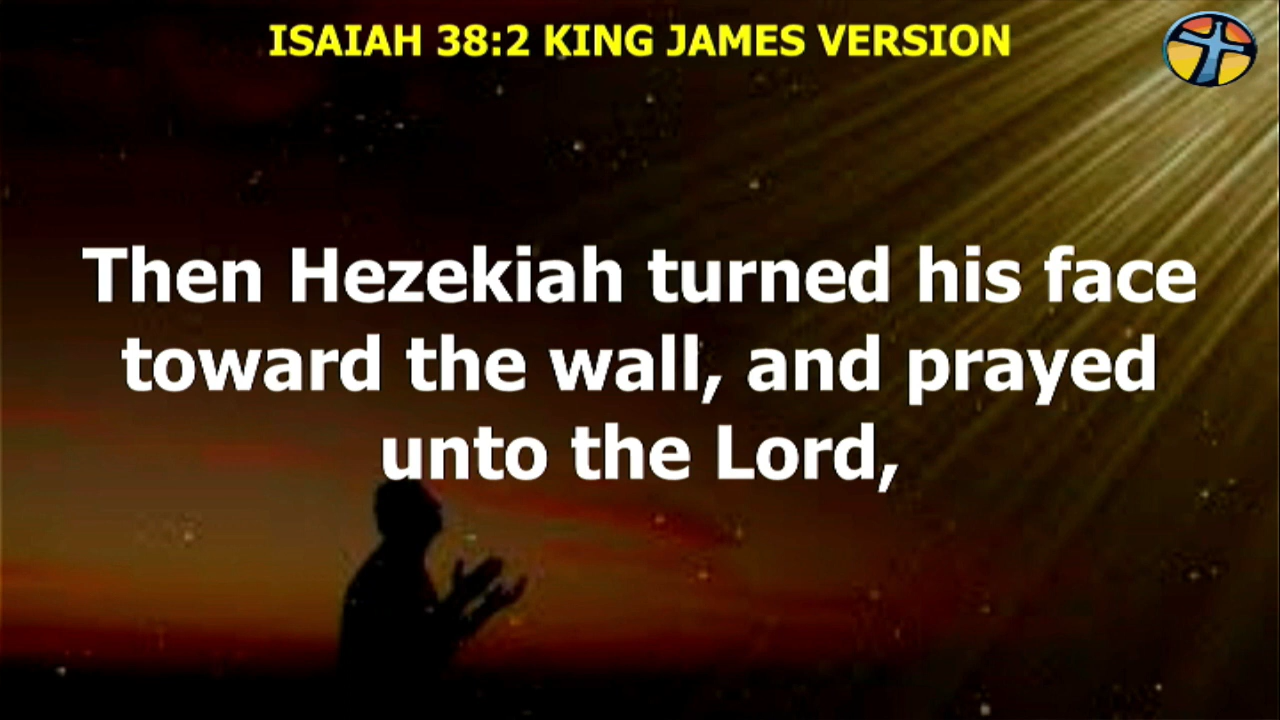 ISAIAH 38:2 KING JAMES VERSION
Then Hezekiah turned his face
toward the wall, and prayed
unto the Lord,